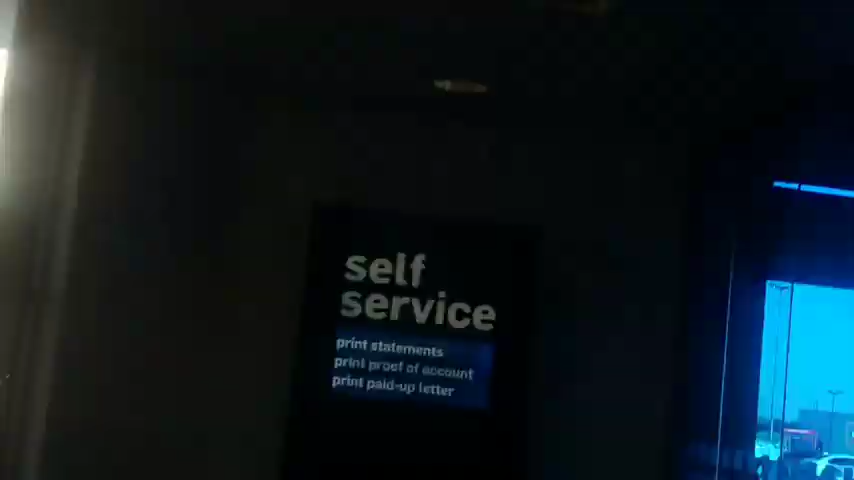 self
service
print statements
print proof of account
print paid-up letter